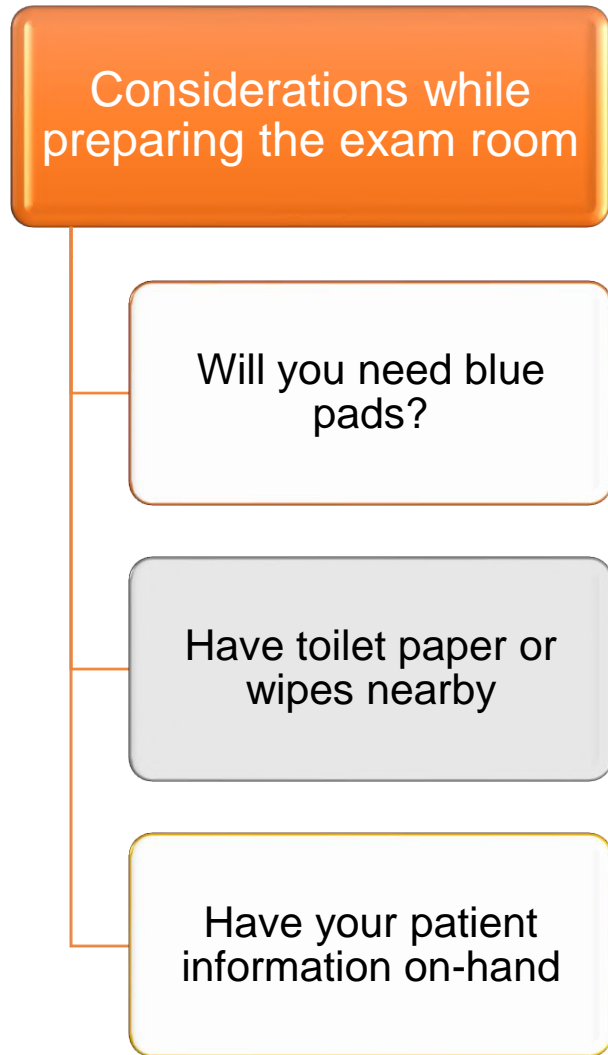 Considerations while
preparing the exam room
Will you need blue
pads?
Have toilet paper or
wipes nearby
Have your patient
information on-hand